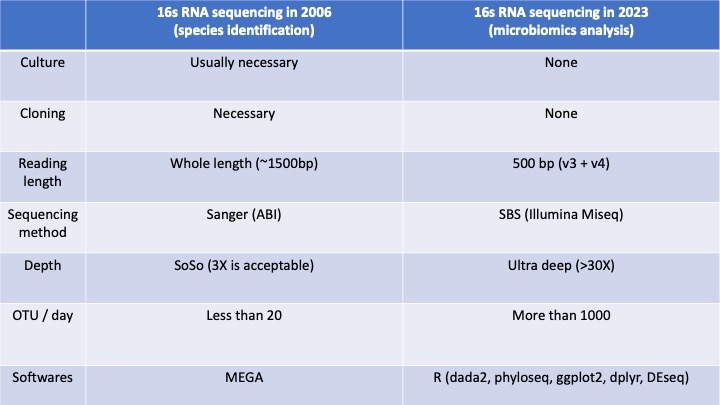 16s RNA sequencing in 2006
(species identification)
16s RNA sequencing in 2023
(microbiomics analysis)
Culture
Usually necessary
None
Cloning
Necessary
None
Reading
length
Whole length (~1500bp)
500 bp (v3 + v4)
Sequencing
method
Sanger (ABI)
SBS (Illumina Miseq)
Depth
SoSo (3X is acceptable)
Ultra deep (>30X)
OTU / day
Less than 20
More than 1000
Softwares
MEGA
R (dada2, phyloseq, ggplot2, dplyr, DEseq)